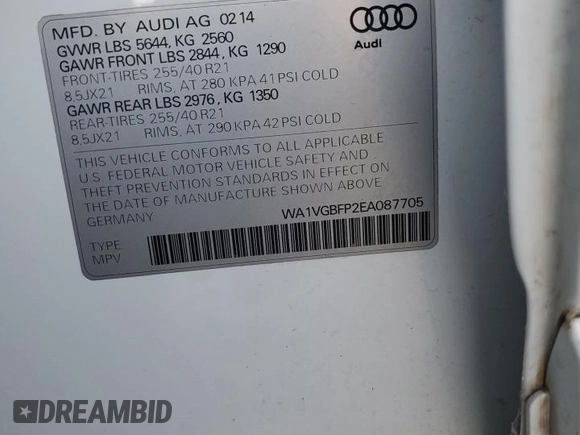 MFD. BY AUDI AG 02 14
GVWR LBS 5644, KG 2560
GAWR FRONT LBS 2844, KG 1290
FRONT-TIRES 255/40 R21
8,5JX21 RIMS, AT 280 KPA 41 PSI COLD
GAWR REAR LBS 2976, KG 1350
REAR-TIRES 255/40 R21
8,5JX21 RIMS, AT 290 KPA 42 PSI COLD
Audi
THIS VEHICLE CONFORMS TO ALL APPLICABLE
U.S. FEDERAL MOTOR VEHICLE SAFETY AND
THEFT PREVENTION STANDARDS IN EFFECT ON
THE DATE OF MANUFACTURE SHOWN ABOVE
GERMANY
WA1VGBFP2EA087705
TYPE:
MPV
DREAMBID